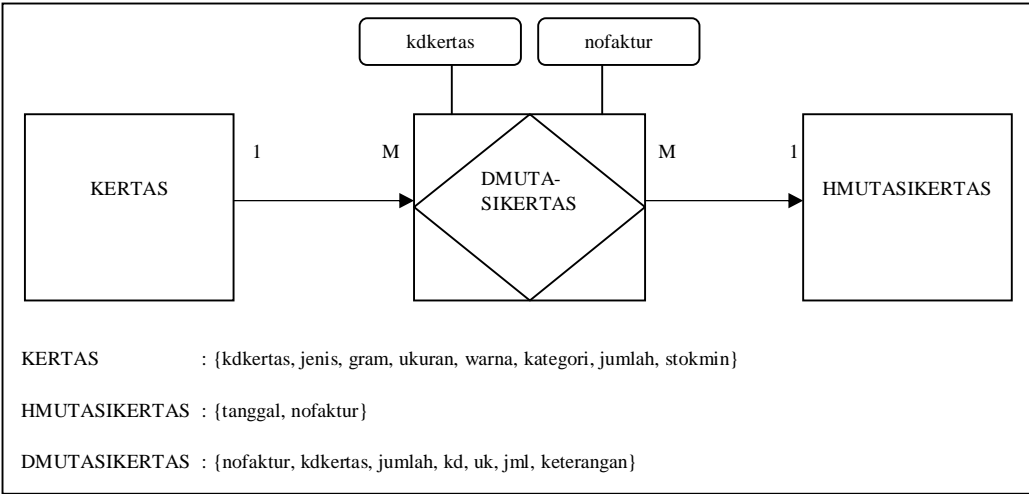 kdkertas nofaktur
1 M M 1
KERTAS
DMUTA-
SIKERTAS
HMUTASIKERTAS
KERTAS : {kdkertas, jenis, gram, ukuran, warna, kategori, jumlah, stokmin}
HMUTASIKERTAS : {tanggal, nofaktur}
DMUTASIKERTAS : {nofaktur, kdkertas, jumlah, kd, uk, jml, keterangan}